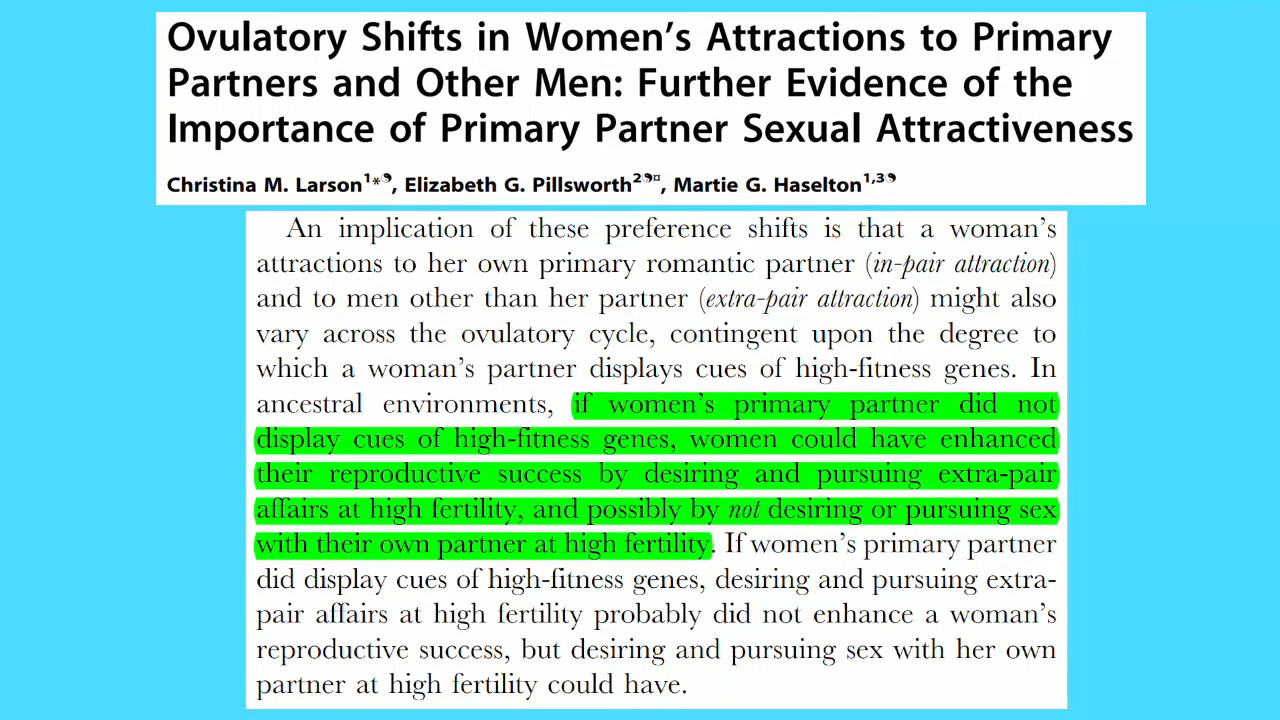 Ovulatory Shifts in Women's Attractions to Primary
Partners and Other Men: Further Evidence of the
Importance of Primary Partner Sexual Attractiveness
Christina M. Larson¹*⁹, Elizabeth G. Pillsworth²⁹¤, Martie G. Haselton¹,³⁹
An implication of these preference shifts is that a woman's
attractions to her own primary romantic partner (in-pair attraction)
and to men other than her partner (extra-pair attraction) might also
vary across the ovulatory cycle, contingent upon the degree to
which a woman's partner displays cues of high-fitness genes. In
ancestral environments, if women's primary partner did not
display cues of high-fitness genes, women could have enhanced
their reproductive success by desiring and pursuing extra-pair
affairs at high fertility, and possibly by not desiring or pursuing sex
with their own partner at high fertility. If women's primary partner
did display cues of high-fitness genes, desiring and pursuing extra-
pair affairs at high fertility probably did not enhance a woman's
reproductive success, but desiring and pursuing sex with her own
partner at high fertility could have.